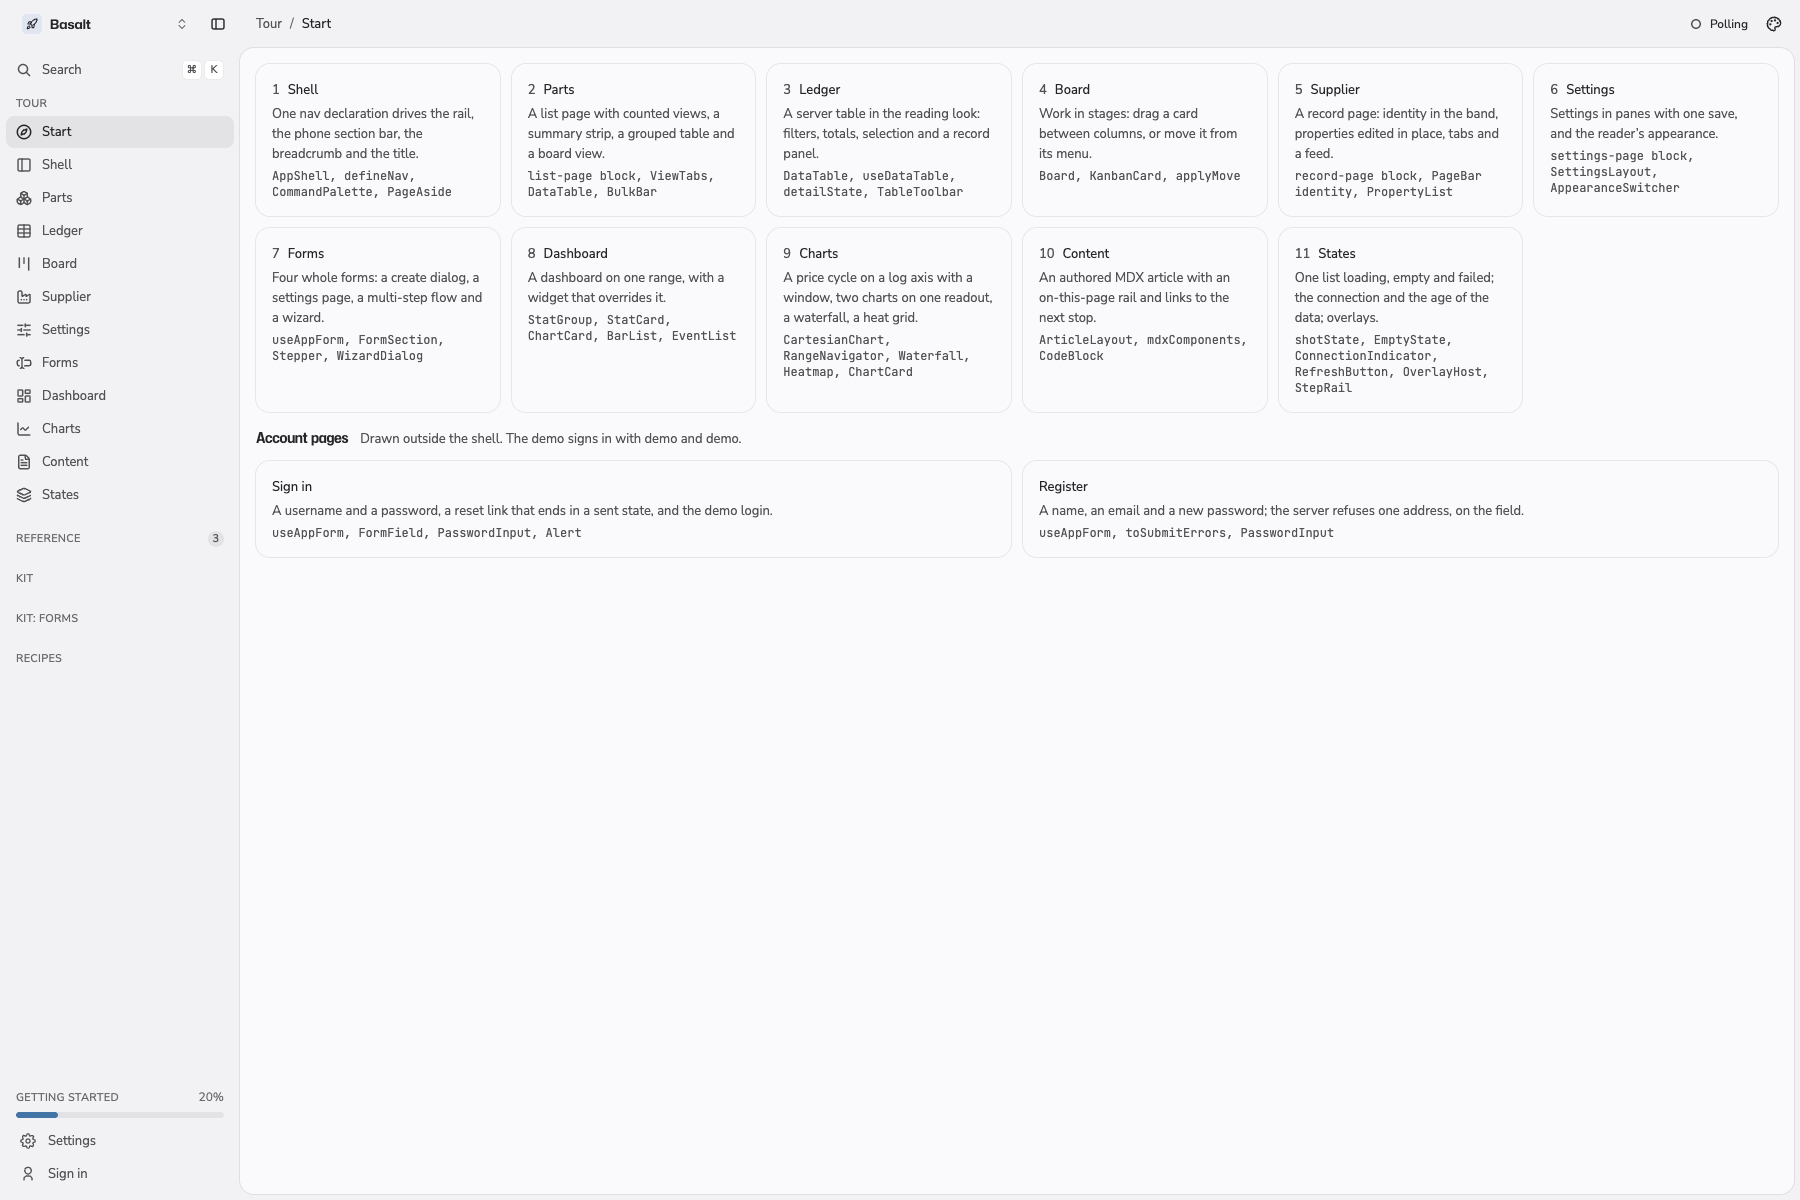 Basalt
Tour / Start
Polling
Search ⌘ K
TOUR
Start
Shell
Parts
Ledger
Board
Supplier
Settings
Forms
Dashboard
Charts
Content
States
REFERENCE 3
KIT
KIT: FORMS
RECIPES
GETTING STARTED 20%
Settings
Sign in
1 Shell
One nav declaration drives the rail,
the phone section bar, the
breadcrumb and the title.
AppShell, defineNav,
CommandPalette, PageAside
2 Parts
A list page with counted views, a
summary strip, a grouped table and
a board view.
list-page block, ViewTabs,
DataTable, BulkBar
3 Ledger
A server table in the reading look:
filters, totals, selection and a record
panel.
DataTable, useDataTable,
detailState, TableToolbar
4 Board
Work in stages: drag a card
between columns, or move it from
its menu.
Board, KanbanCard, applyMove
5 Supplier
A record page: identity in the band,
properties edited in place, tabs and
a feed.
record-page block, PageBar
identity, PropertyList
6 Settings
Settings in panes with one save,
and the reader’s appearance.
settings-page block,
SettingsLayout,
AppearanceSwitcher
7 Forms
Four whole forms: a create dialog, a
settings page, a multi-step flow and
a wizard.
useAppForm, FormSection,
Stepper, WizardDialog
8 Dashboard
A dashboard on one range, with a
widget that overrides it.
StatGroup, StatCard,
ChartCard, BarList, EventList
9 Charts
A price cycle on a log axis with a
window, two charts on one readout,
a waterfall, a heat grid.
CartesianChart,
RangeNavigator, Waterfall,
Heatmap, ChartCard
10 Content
An authored MDX article with an
on-this-page rail and links to the
next stop.
ArticleLayout, mdxComponents,
CodeBlock
11 States
One list loading, empty and failed;
the connection and the age of the
data; overlays.
shotState, EmptyState,
ConnectionIndicator,
RefreshButton, OverlayHost,
StepRail
Account pages Drawn outside the shell. The demo signs in with demo and demo.
Sign in
A username and a password, a reset link that ends in a sent state, and the demo login.
useAppForm, FormField, PasswordInput, Alert
Register
A name, an email and a new password; the server refuses one address, on the field.
useAppForm, toSubmitErrors, PasswordInput